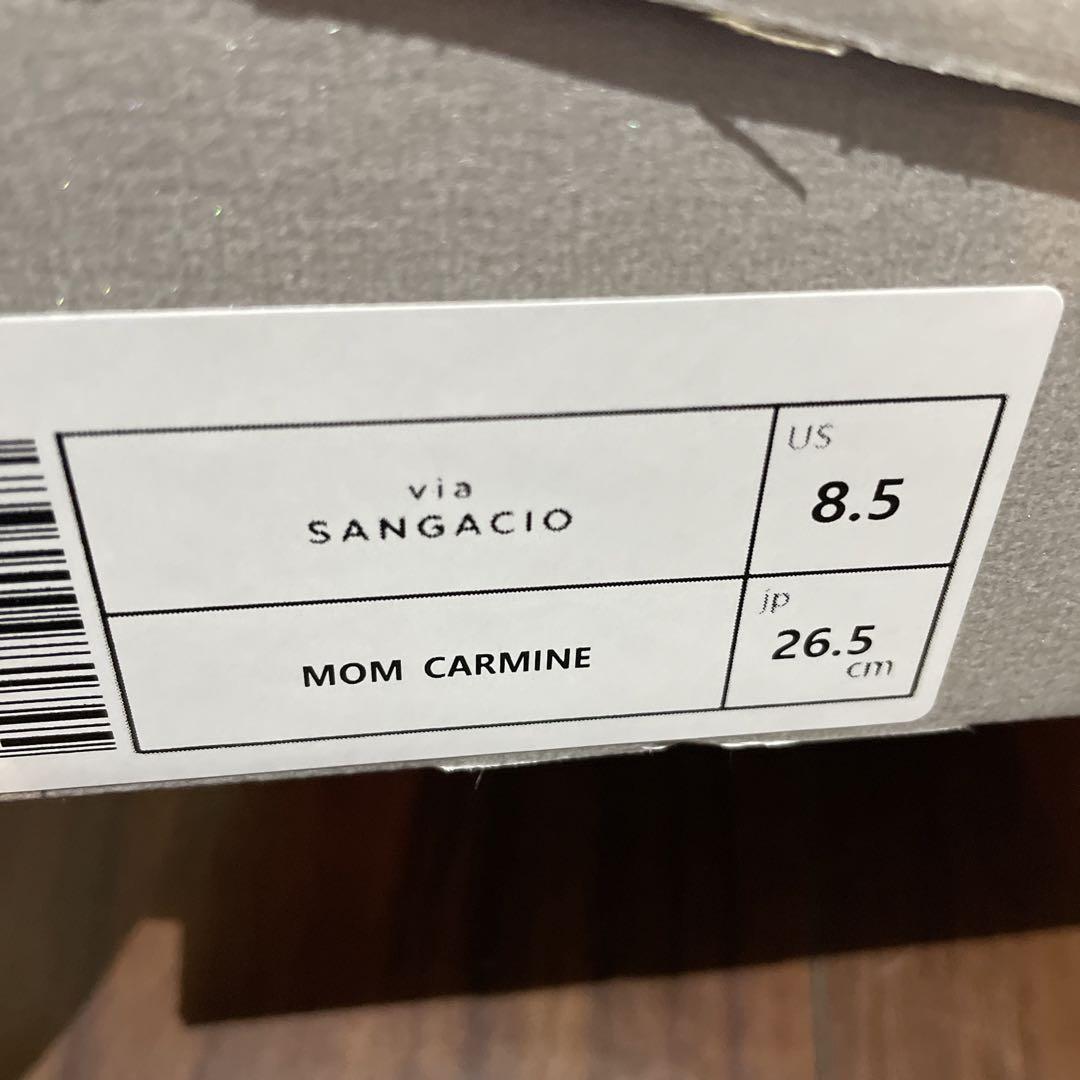 via
SANGACIO
US
8.5
MOM CARMINE
jp
26.5
cm